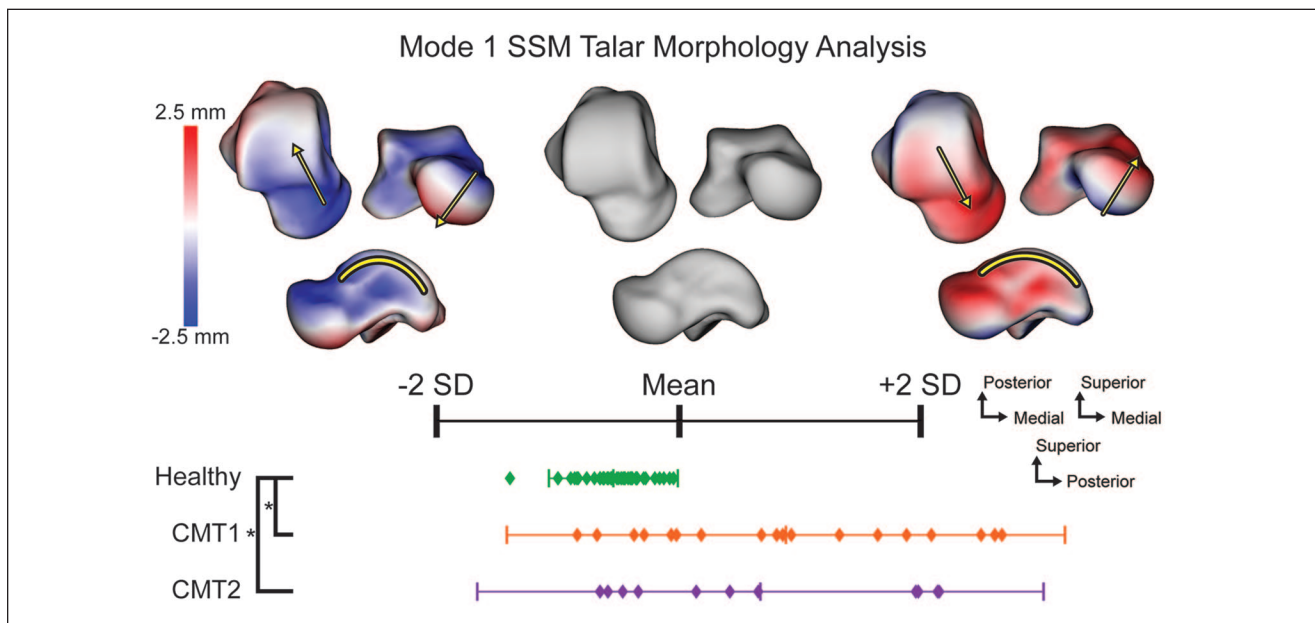 Mode 1 SSM Talar Morphology Analysis
2.5 mm
-2.5 mm
-2 SD
Mean
+2 SD
Posterior
Medial
Superior
Medial
Superior
Posterior
Healthy
*
CMT1
*
CMT2